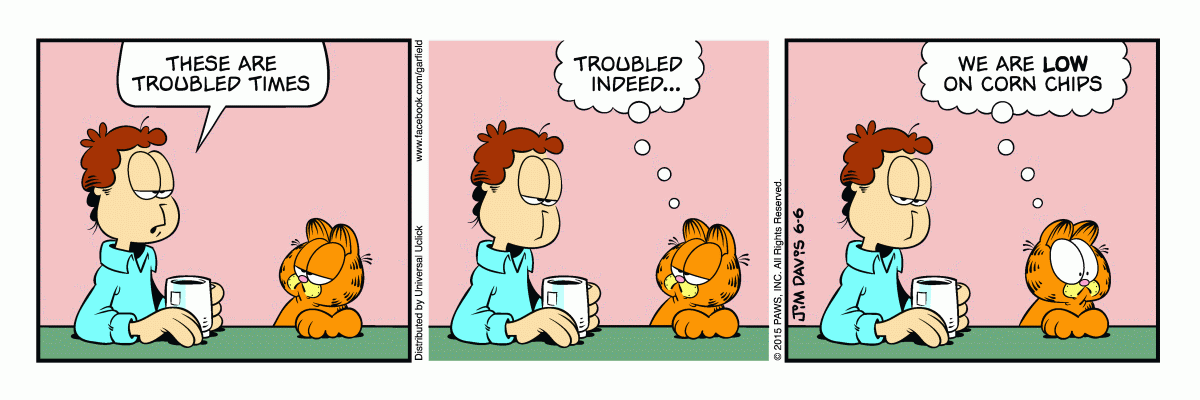 THESE ARE
TROUBLED TIMES
www.facebook.com/garfield
Distributed by Universal Uclick
TROUBLED
INDEED...
© 2015 PAWS, INC. All Rights Reserved.
JIM DAVIS 6-6
WE ARE LOW
ON CORN CHIPS